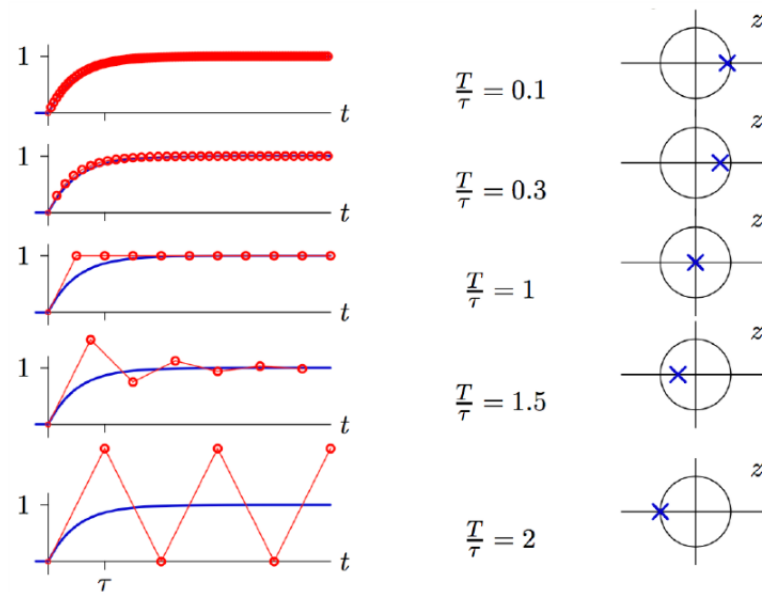 1
t
T/τ = 0.1
z
1
t
T/τ = 0.3
z
1
t
T/τ = 1
z
1
t
T/τ = 1.5
z
1
t
τ
T/τ = 2
z